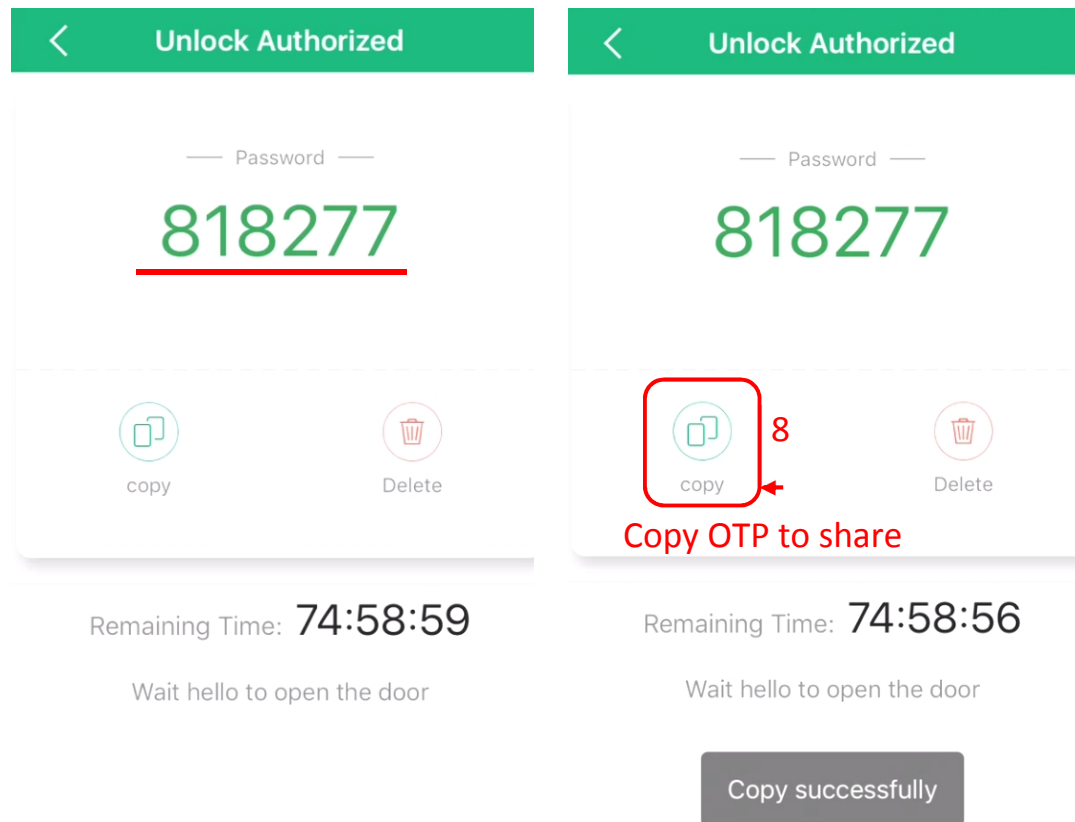 Unlock Authorized
Password
818277
copy
Delete
Remaining Time: 74:58:59
Wait hello to open the door
Unlock Authorized
Password
818277
8
copy
Delete
Copy OTP to share
Remaining Time: 74:58:56
Wait hello to open the door
Copy successfully